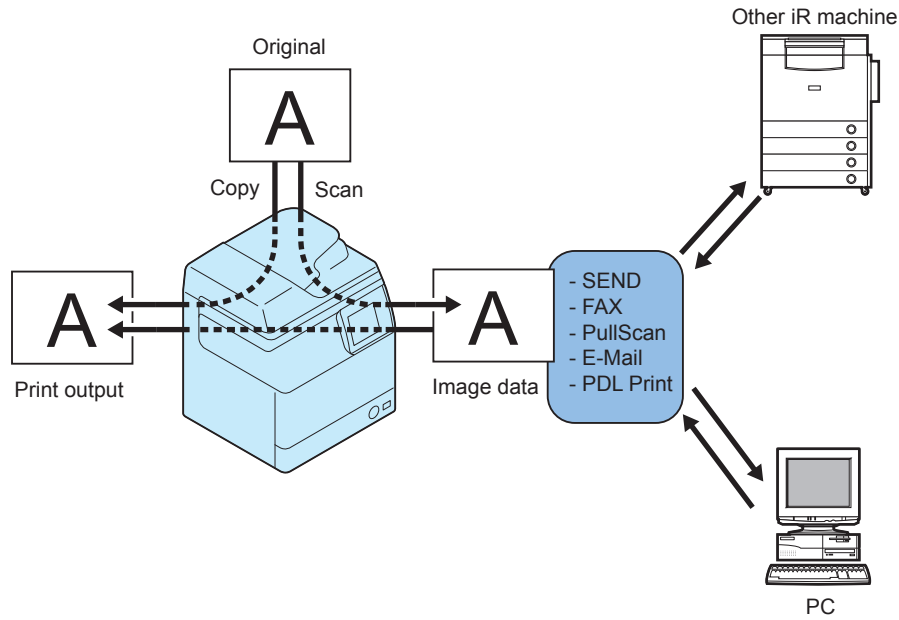 Other iR machine
Original
A
Copy
Scan
A
A
- SEND
- FAX
- PullScan
- E-Mail
- PDL Print
Print output
Image data
PC